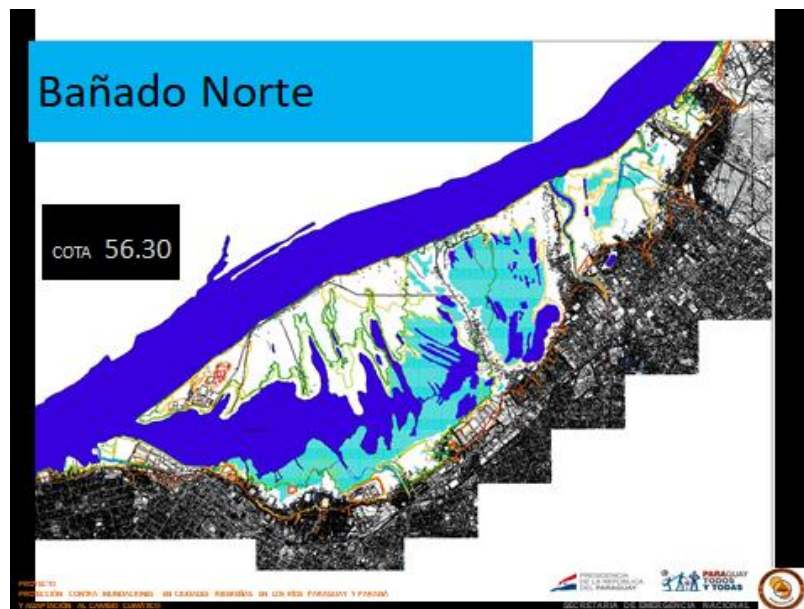 Bañado Norte
COTA 56.30
PROYECTO
PROTECCIÓN CONTRA INUNDACIONES EN CIUDADES RIBEREÑAS EN LOS RÍOS PARAGUAY Y PARANÁ
Y ADAPTACIÓN AL CAMBIO CLIMÁTICO
PRESIDENCIA
DE LA REPÚBLICA
DEL PARAGUAY
PARAGUAY
TODOS
Y TODAS
SECRETARÍA DE EMERGENCIA NACIONAL